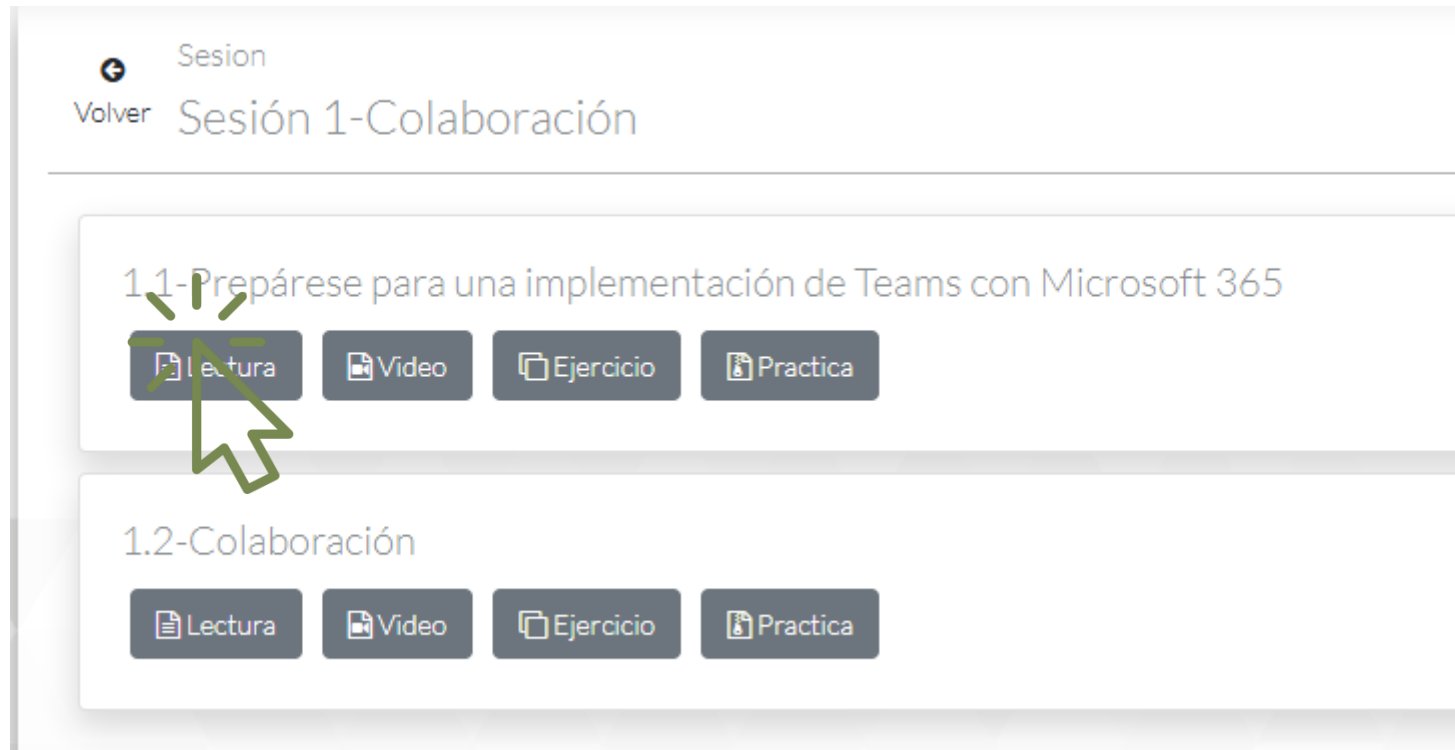 Sesion
Volver Sesión 1-Colaboración
1.1-Prepárese para una implementación de Teams con Microsoft 365
Lectura Video Ejercicio Practica
1.2-Colaboración
Lectura Video Ejercicio Practica